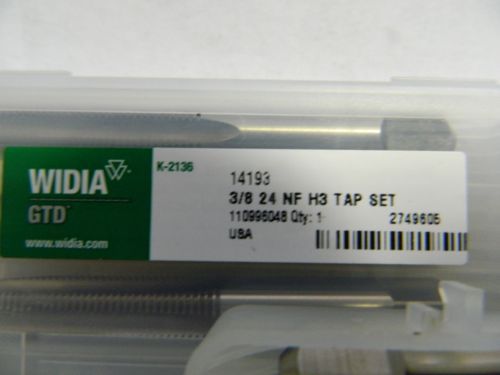 WIDIA
GTD
www.widia.com
K-2136
14193
3/8 24 NF H3 TAP SET
110996048 Qty: 1 2749605
USA